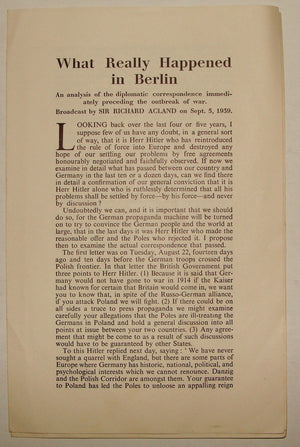 What Really Happened
in Berlin
An analysis of the diplomatic correspondence immedi-
ately preceding the outbreak of war.
Broadcast by SIR RICHARD ACLAND on Sept. 5, 1939.
LOOKING back over the last four or five years, I
suppose few of us have any doubt, in a general sort
of way, that it is Herr Hitler who has reintroduced
the rule of force into Europe and destroyed any
hope of our settling our problems by free agreements
honourably negotiated and faithfully observed. If now we
examine in detail what has passed between our country and
Germany in the last ten or a dozen days, can we find there
in detail a confirmation of our general conviction that it is
Herr Hitler alone who is ruthlessly determined that all his
problems shall be settled by force—by his force—and never
by discussion?
Undoubtedly we can, and it is important that we should
do so, for the German propaganda machine will be turned
on to try to convince the German people and the world at
large, that in the last days it was Herr Hitler who made the
reasonable offer and the Poles who rejected it. I propose
then to examine the actual correspondence that passed.
The first letter was on Tuesday, August 22, fourteen days
ago and ten days before the German troops crossed the
Polish frontier. In that letter the British Government put
three points to Herr Hitler. (1) Because it is said that Ger-
many would not have gone to war in 1914 if the Kaiser
had known for certain that Britain would come in, we want
you to know that, in spite of the Russo-German alliance,
if you attack Poland we will fight. (2) If there could be on
all sides a truce to press propaganda we might examine
carefully your allegations that the Poles are ill-treating the
Germans in Poland and hold a general discussion into all
points at issue between your two countries. (3) Any agree-
ment that might be come to as a result of such discussions
would have to be guaranteed by other States.
To this Hitler replied next day, saying: ' We have never
sought a quarrel with England, but there are some parts of
Europe where Germany has historic, national, political, and
psychological interests which we cannot renounce. Danzig
and the Polish Corridor are amongst them. Your guarantee
to Poland has led the Poles to unloose an appalling reign